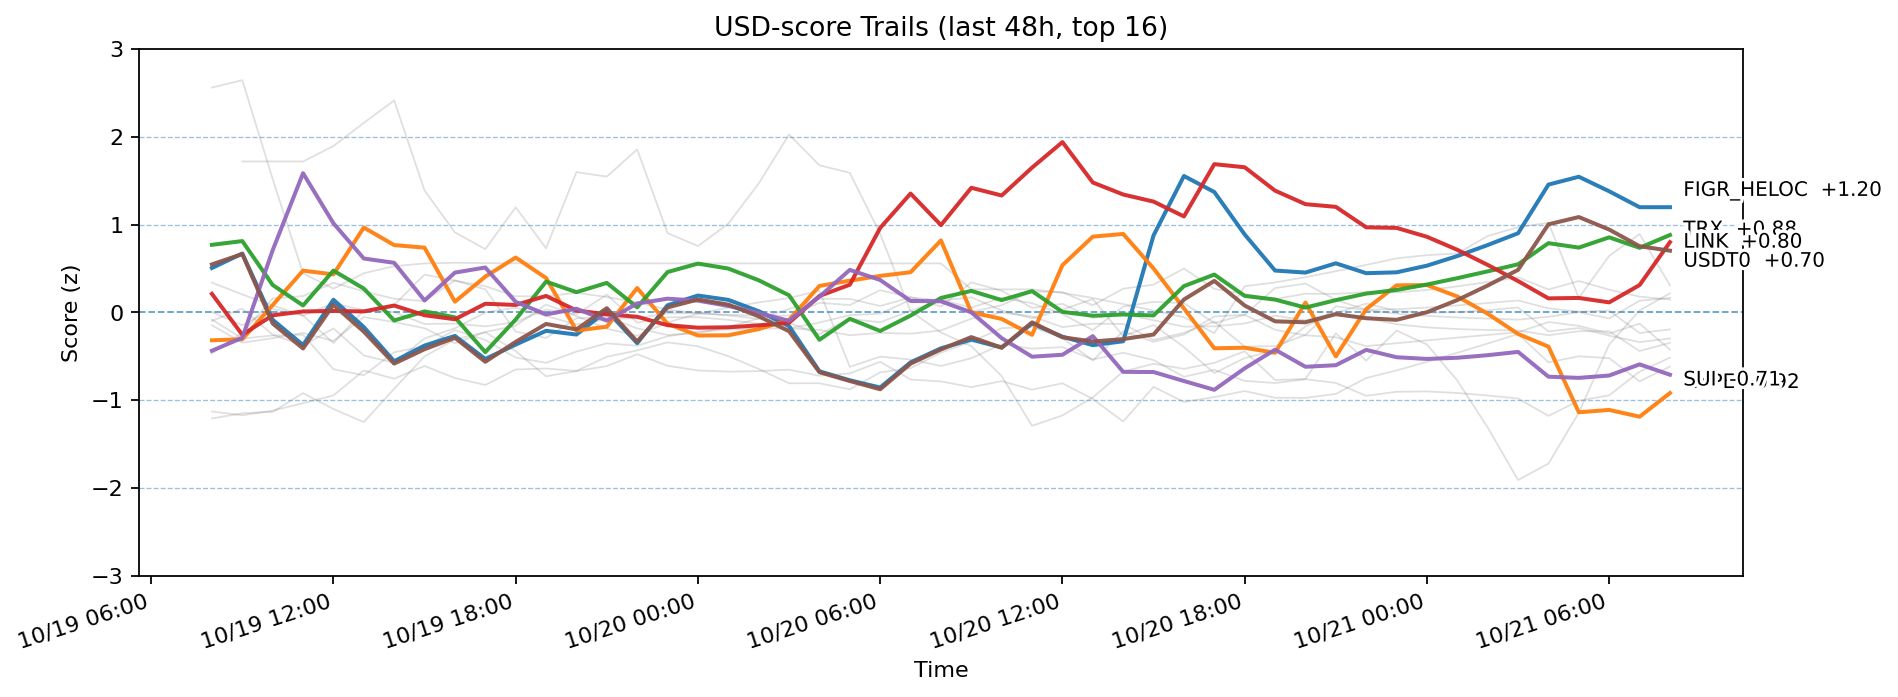 USD-score Trails (last 48h, top 16)
Score (z)
3
2
1
0
−1
−2
−3
FIGR_HELOC +1.20
TRX +0.88
LINK +0.80
USDT0 +0.70
SUI -0.71
10/19 06:00
10/19 12:00
10/19 18:00
10/20 00:00
10/20 06:00
10/20 12:00
10/20 18:00
10/21 00:00
10/21 06:00
Time